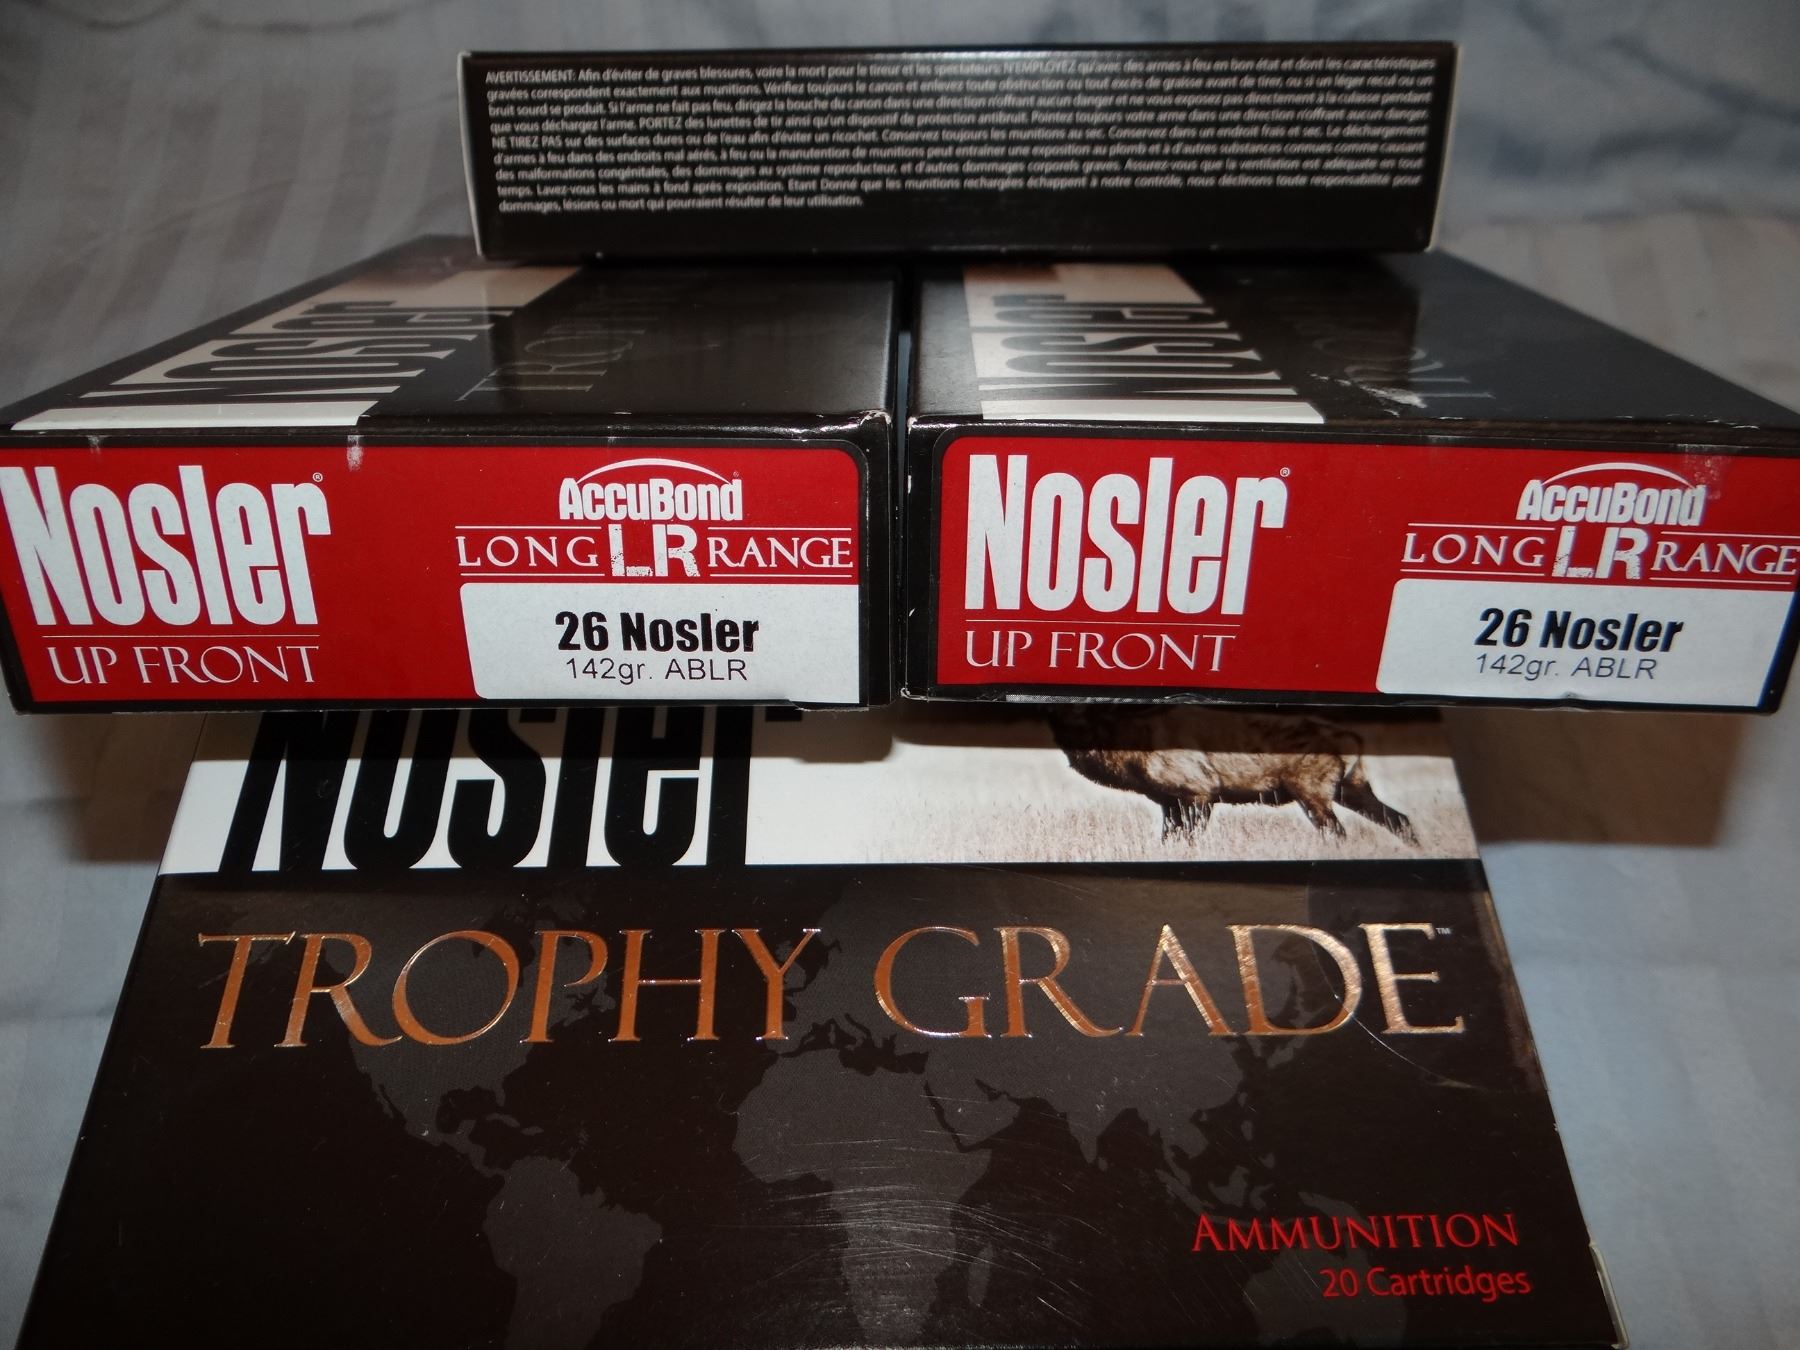 AVERTISSEMENT: Afin d'éviter de graves blessures, voire la mort pour le tireur et les spectateurs: N'EMPLOYEZ qu'avec des armes à feu en bon état et dont les caractéristiques
gravées correspondent exactement aux munitions. Vérifiez toujours le canon et enlevez toute obstruction ou tout excés de graisse avant de tirer, ou si un léger recul ou un
bruit sourd se produit. Si l'arme ne fait pas feu, dirigez la bouche du canon dans une direction n'offrant aucun danger et ne vous exposez pas directement à la culasse pendant
que vous déchargez l'arme. PORTEZ des lunettes de tir ainsi qu'un dispositif de protection antibruit. Pointez toujours votre arme dans une direction n'offrant aucun danger.
NE TIREZ PAS sur des surfaces dures ou de l'eau afin d'éviter un ricochet. Conservez toujours les munitions au sec. Conservez dans un endroit frais et sec. Le déchargement
d'armes à feu dans des endroits mal aérés, à feu ou la manutention de munitions peut entraîner une exposition au plomb et à d'autres substances connues comme causant
des malformations congénitales, des dommages au système reproducteur, et d'autres dommages corporels graves. Assurez-vous que la ventilation est adéquate en tout
temps. Lavez-vous les mains à fond après exposition. Étant Donné que les munitions rechargées échappent à notre contrôle, nous déclinons toute responsabilité pour
dommages, lésions ou mort qui pourraient résulter de leur utilisation.
NOSLER
TROPHY
NOSLER
Nosler®
UP FRONT
AccuBond®
LONG LR RANGE
26 Nosler
142gr. ABLR
Nosler®
UP FRONT
AccuBond
LONG LR RANGE
26 Nosler
142gr. ABLR
Nosler
TROPHY GRADE™
AMMUNITION
20 Cartridges